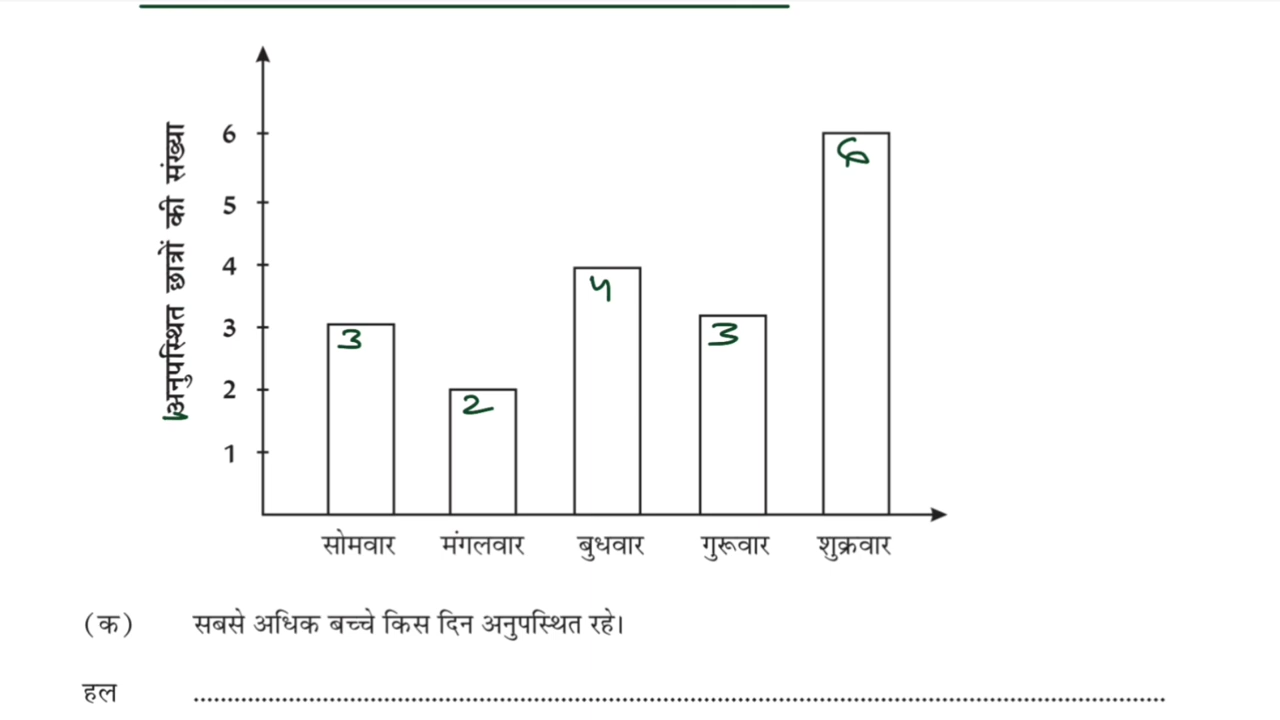 अनुपस्थित छात्रों की संख्या
6
5
4
3
2
1
3
2
4
3
6
सोमवार मंगलवार बुधवार गुरूवार शुक्रवार
(क) सबसे अधिक बच्चे किस दिन अनुपस्थित रहे।
हल ....................................................................................................